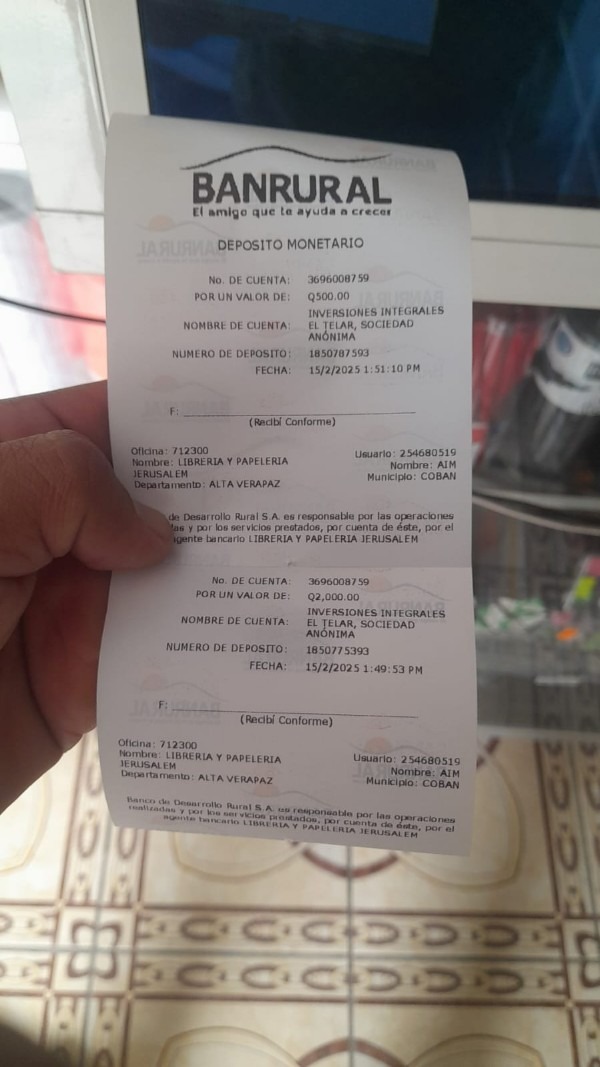 BANRURAL
El amigo que le ayuda a crecer
DEPOSITO MONETARIO
No. DE CUENTA: 3696008759
POR UN VALOR DE: Q500.00
NOMBRE DE CUENTA: INVERSIONES INTEGRALES
EL TELAR, SOCIEDAD
ANÓNIMA
NUMERO DE DEPOSITO: 1850787593
FECHA: 15/2/2025 1:51:10 PM
F:
(Recibí Conforme)
Oficina: 712300 Usuario: 254680519
Nombre: LIBRERIA Y PAPELERIA Nombre: AIM
JERUSALEM Municipio: COBAN
Departamento: ALTA VERAPAZ
de Desarrollo Rural S.A. es responsable por las operaciones
y por los servicios prestados, por cuenta de éste, por el
agente bancario LIBRERIA Y PAPELERIA JERUSALEM
No. DE CUENTA: 3696008759
POR UN VALOR DE: Q2,000.00
NOMBRE DE CUENTA: INVERSIONES INTEGRALES
EL TELAR, SOCIEDAD
ANÓNIMA
NUMERO DE DEPOSITO: 1850775393
FECHA: 15/2/2025 1:49:53 PM
F:
(Recibí Conforme)
Oficina: 712300 Usuario: 254680519
Nombre: LIBRERIA Y PAPELERIA Nombre: AIM
JERUSALEM Municipio: COBAN
Departamento: ALTA VERAPAZ
Banco de Desarrollo Rural S.A. es responsable por las operaciones
realizadas y por los servicios prestados, por cuenta de éste, por el
agente bancario LIBRERIA Y PAPELERIA JERUSALEM